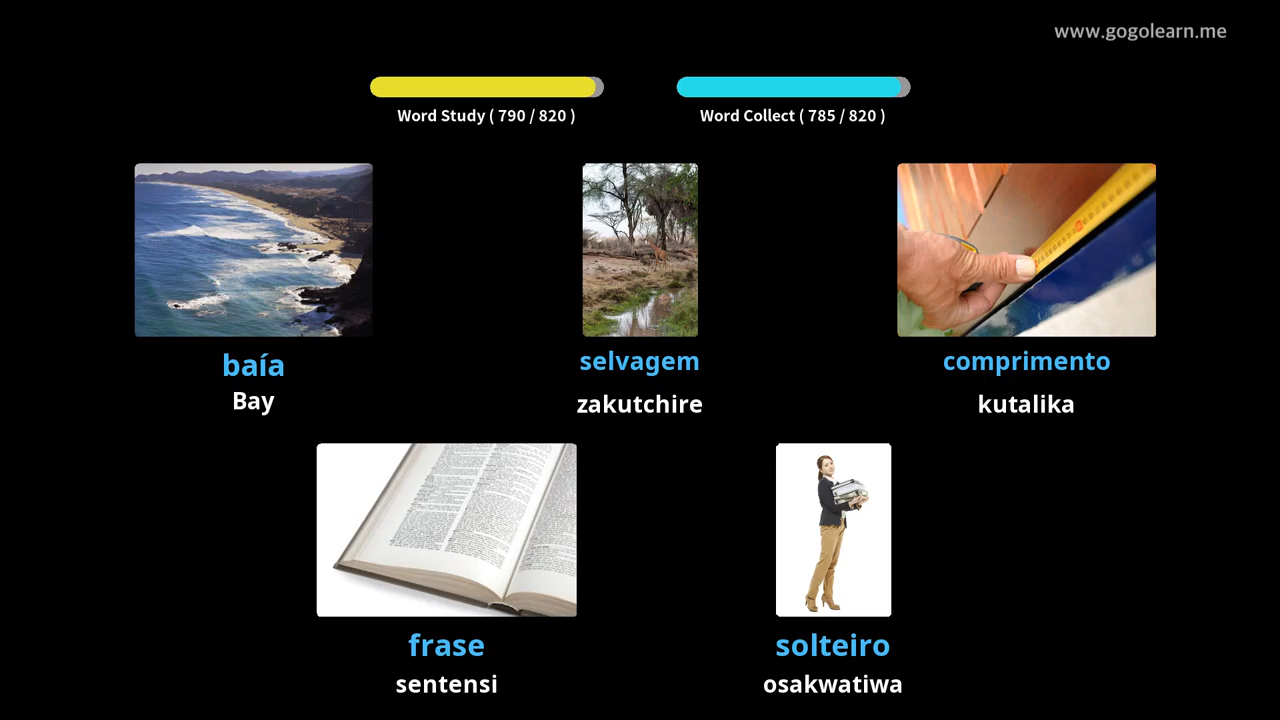 www.gogolearn.me
Word Study ( 790 / 820 )
Word Collect ( 785 / 820 )
baía
Bay
selvagem
zakutchire
comprimento
kutalika
frase
sentensi
solteiro
osakwatiwa